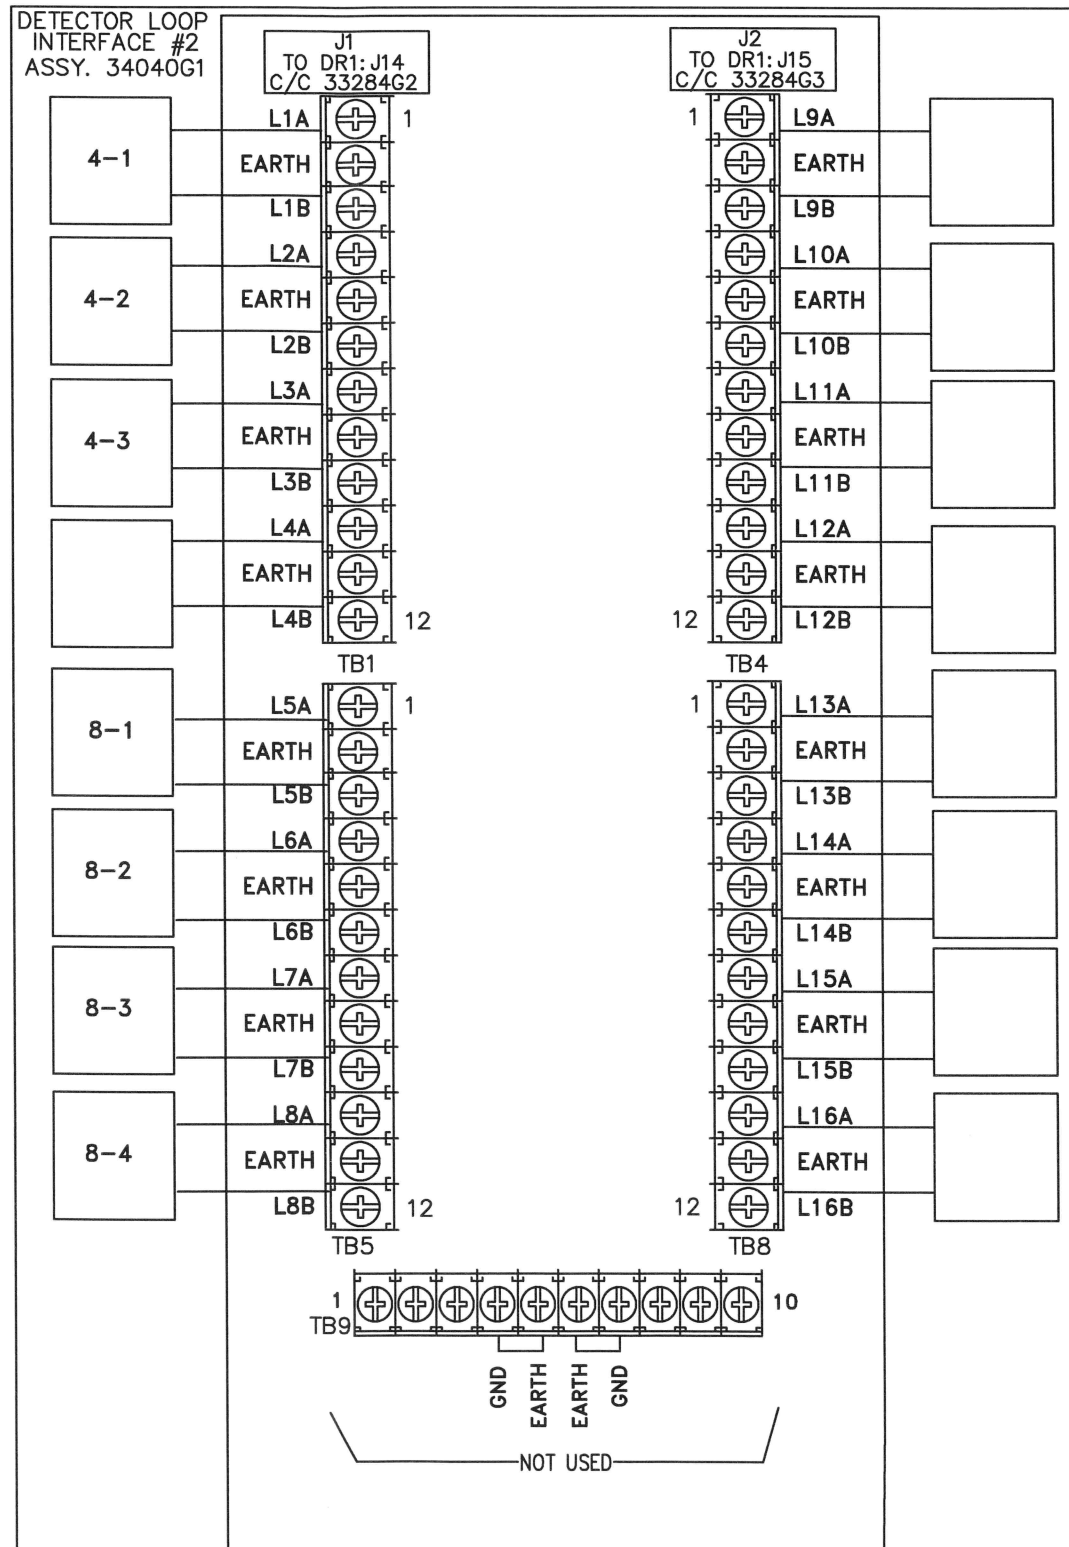 DETECTOR LOOP
INTERFACE #2
ASSY. 34040G1
J1
TO DR1:J14
C/C 33284G2
J2
TO DR1:J15
C/C 33284G3
4-1
L1A
1
EARTH
L1B
4-2
L2A
EARTH
L2B
4-3
L3A
EARTH
L3B
L4A
EARTH
L4B
12
TB1
1
L9A
EARTH
L9B
L10A
EARTH
L10B
L11A
EARTH
L11B
L12A
EARTH
12
L12B
TB4
8-1
L5A
1
EARTH
L5B
8-2
L6A
EARTH
L6B
8-3
L7A
EARTH
L7B
8-4
L8A
EARTH
L8B
12
TB5
1
L13A
EARTH
L13B
L14A
EARTH
L14B
L15A
EARTH
L15B
L16A
EARTH
12
L16B
TB8
1
TB9
10
GND
EARTH
EARTH
GND
NOT USED